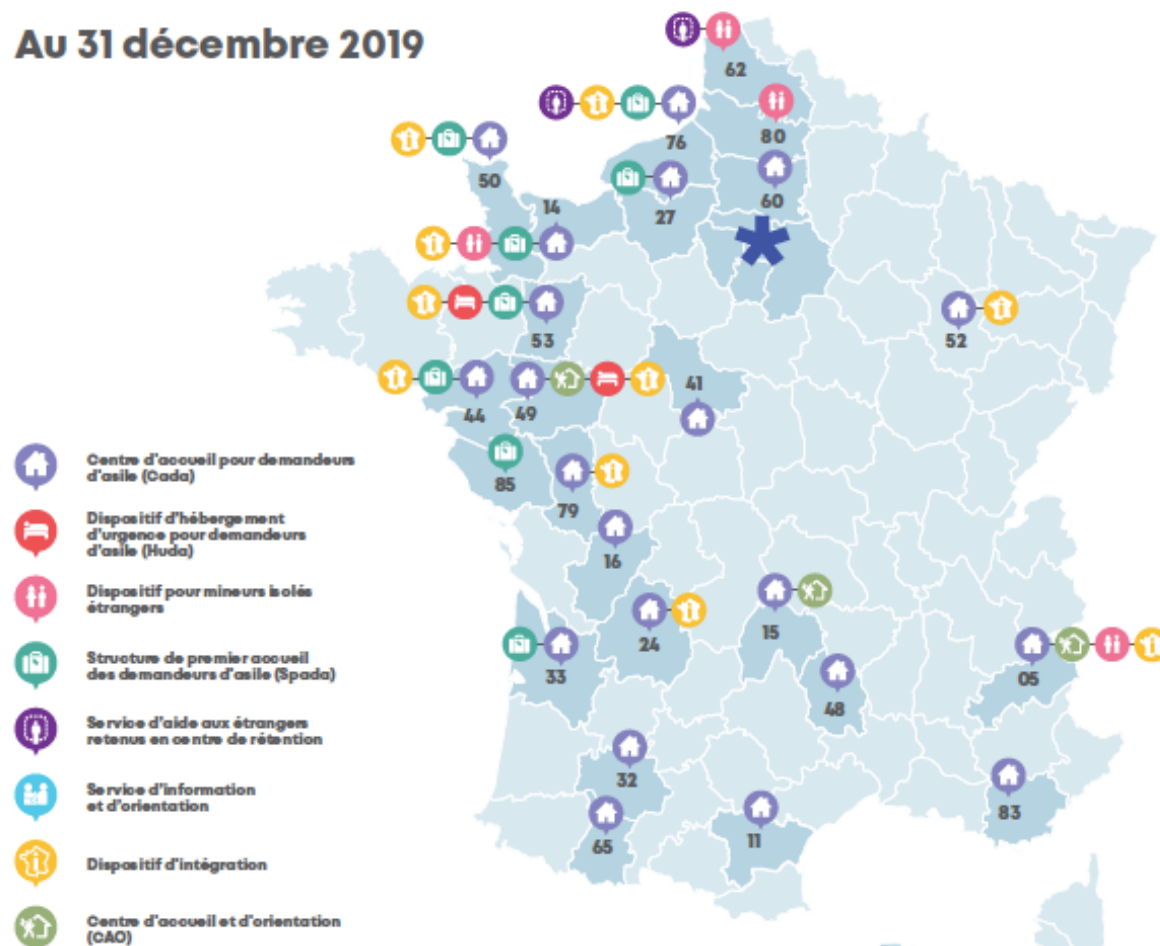 Au 31 décembre 2019
62
80
76
60
50
14
27
53
52
41
44
49
85
79
16
15
24
33
05
48
32
83
65
11
Centre d'accueil pour demandeurs
d'asile (Cada)
Dispositif d'hébergement
d'urgence pour demandeurs
d'asile (Huda)
Dispositif pour mineurs isolés
étrangers
Structure de premier accueil
des demandeurs d'asile (Spada)
Service d'aide aux étrangers
retenus en centre de rétention
Service d'information
et d'orientation
Dispositif d'intégration
Centre d'accueil et d'orientation
(CAO)